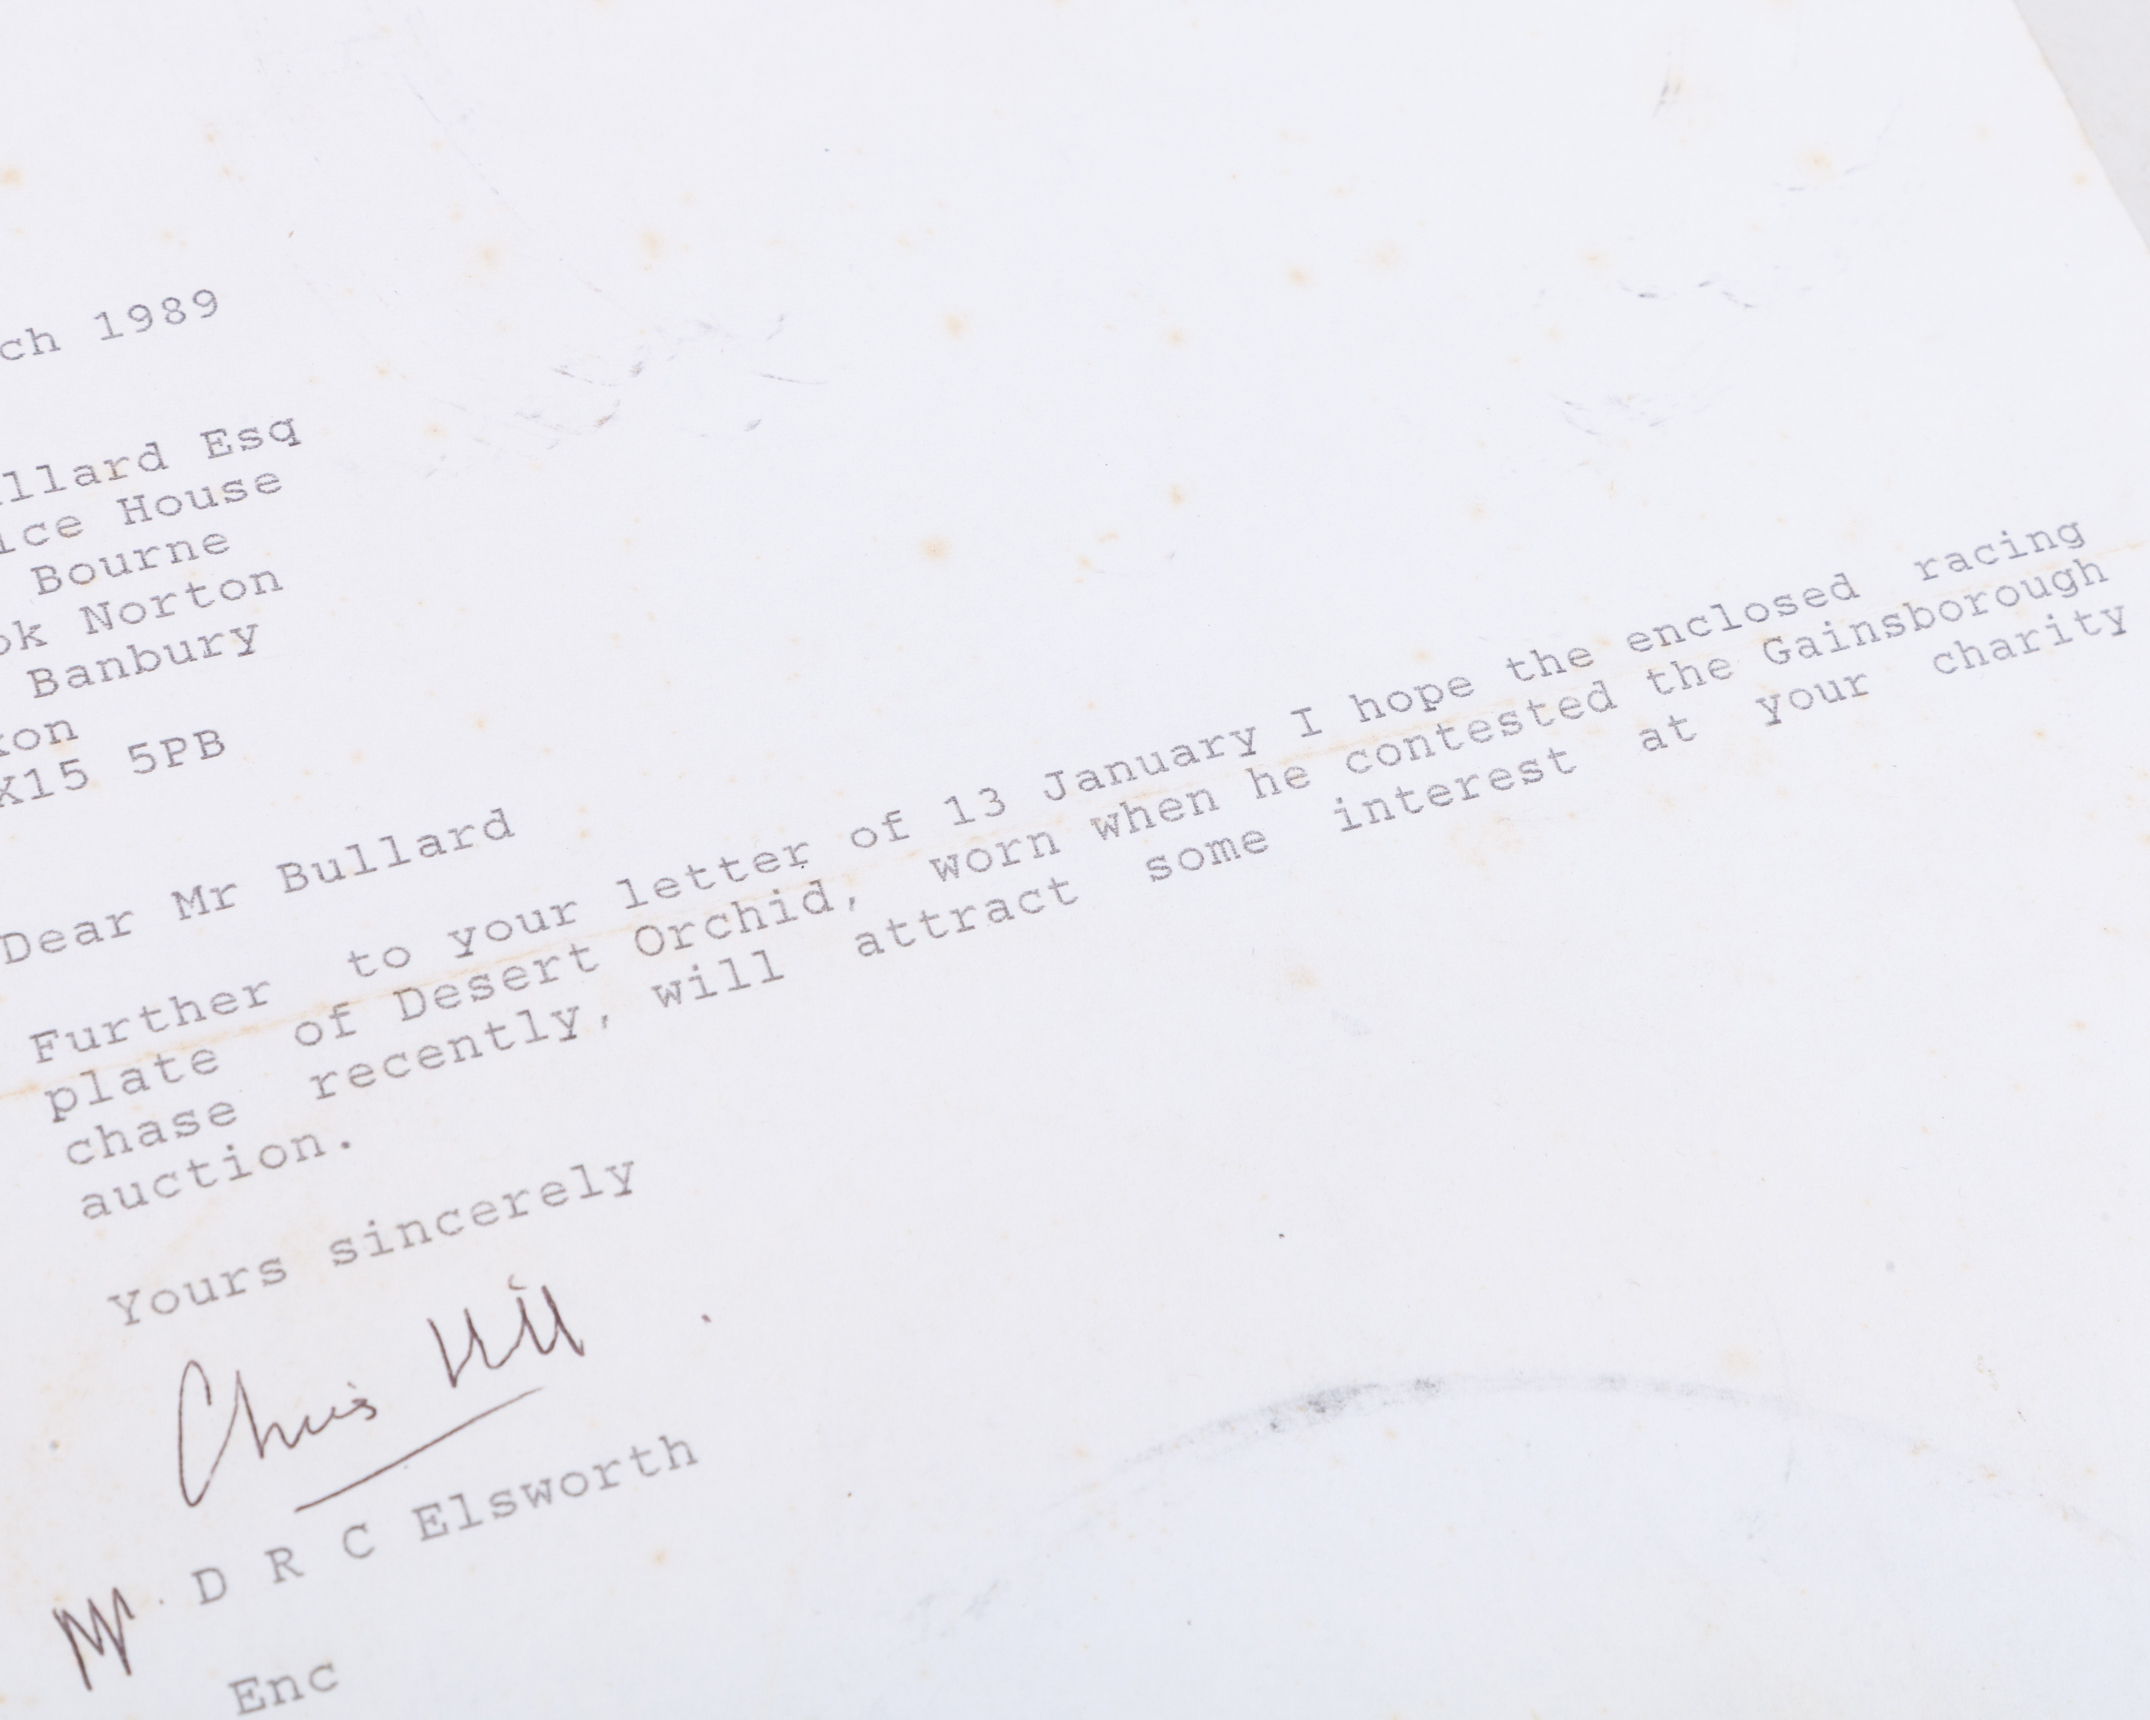 ch 1989
llard Esq
ice House
Bourne
ok Norton
Banbury
on
X15 5PB
Dear Mr Bullard
Further to your letter of 13 January I hope the enclosed racing
plate of Desert Orchid, worn when he contested the Gainsborough
chase recently, will attract some interest at your charity
auction.
Yours sincerely
Chris Hill
pp. D R C Elsworth
Enc